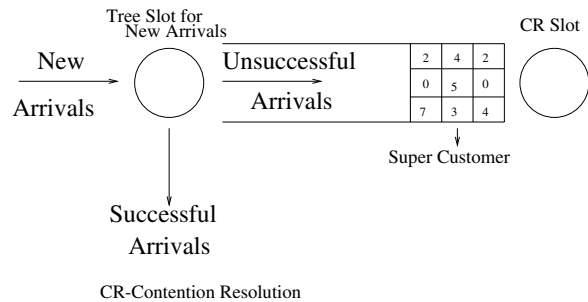 Tree Slot for
New Arrivals
CR Slot
New
Arrivals
Unsuccessful
Arrivals
2 4 2
0 5 0
7 3 4
Super Customer
Successful
Arrivals
CR-Contention Resolution